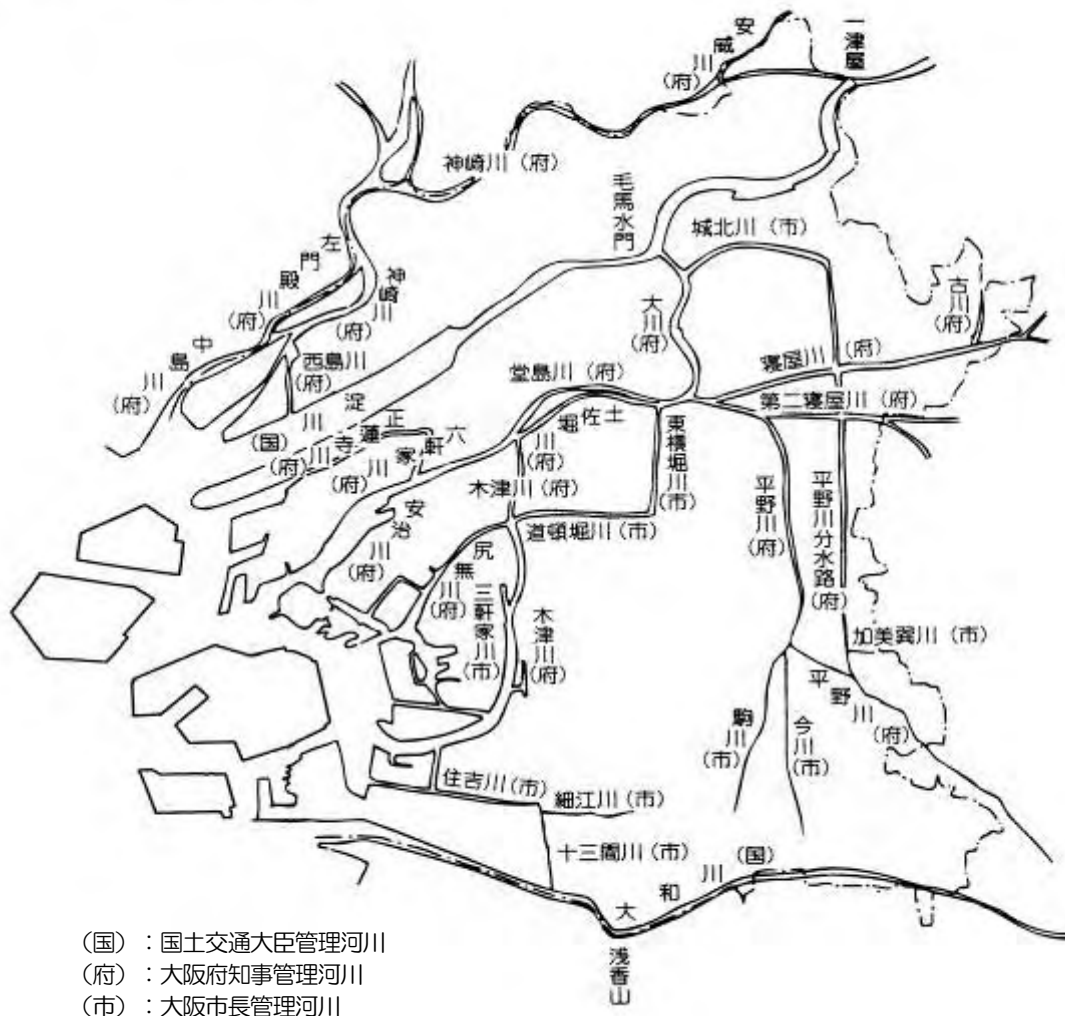 安威川(府)
一津屋
神崎川(府)
毛馬水門
城北川(市)
左門殿川(府)
神崎川(府)
古川(府)
大川(府)
中島川(府)
西島川(府)
寝屋川(府)
堂島川(府)
第二寝屋川(府)
淀川(国)
正蓮寺川(府)
六軒家川(府)
土佐堀川(府)
東横堀川(市)
木津川(府)
平野川(府)
平野川分水路(府)
安治川(府)
道頓堀川(市)
尻無川(府)
三軒家川(市)
木津川(府)
加美巽川(市)
平野川(府)
駒川(市)
今川(市)
住吉川(市)
細江川(市)
十三間川(市)
大和川(国)
浅香山
(国):国土交通大臣管理河川
(府):大阪府知事管理河川
(市):大阪市長管理河川